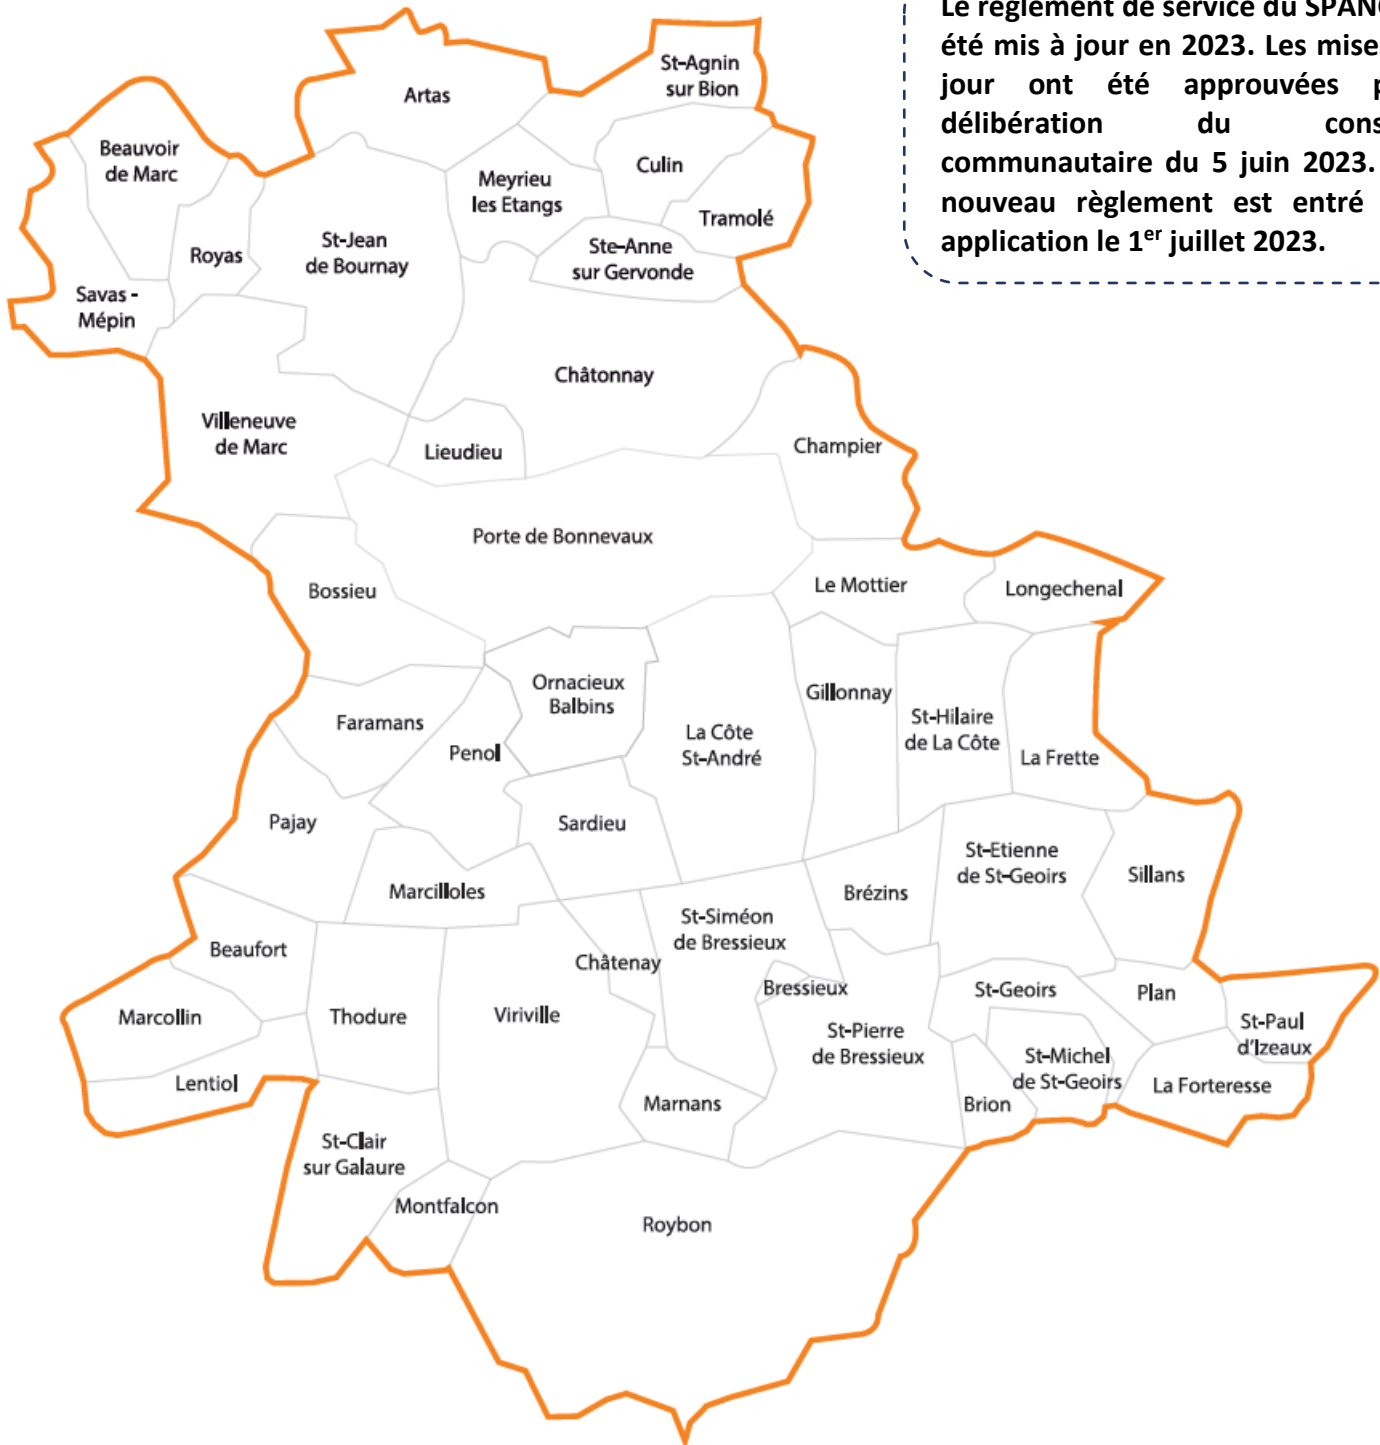 Le règlement de service du SPANC
été mis à jour en 2023. Les mise
jour ont été approuvées p
délibération du cons
communautaire du 5 juin 2023.
nouveau règlement est entré
application le 1er juillet 2023.
Artas
St-Agnin
sur Bion
Beauvoir
de Marc
Culin
Meyrieu
les Etangs
Tramolé
St-Jean
de Bournay
Royas
Ste-Anne
sur Gervonde
Savas -
Mépin
Châtonnay
Villeneuve
de Marc
Lieudieu
Champier
Porte de Bonnevaux
Bossieu
Le Mottier
Longechenal
Ornacieux
Balbins
Gillonnay
Faramans
Penol
La Côte
St-André
St-Hilaire
de La Côte
La Frette
Pajay
Sardieu
St-Etienne
de St-Geoirs
Sillans
Marcilloles
Brézins
St-Siméon
de Bressieux
Beaufort
Châtenay
Bressieux
St-Geoirs
Plan
Marcollin
Thodure
Viriville
St-Pierre
de Bressieux
St-Paul
d'Izeaux
St-Michel
de St-Geoirs
Lentiol
Marnans
Brion
La Forteresse
St-Clair
sur Galaure
Montfalcon
Roybon